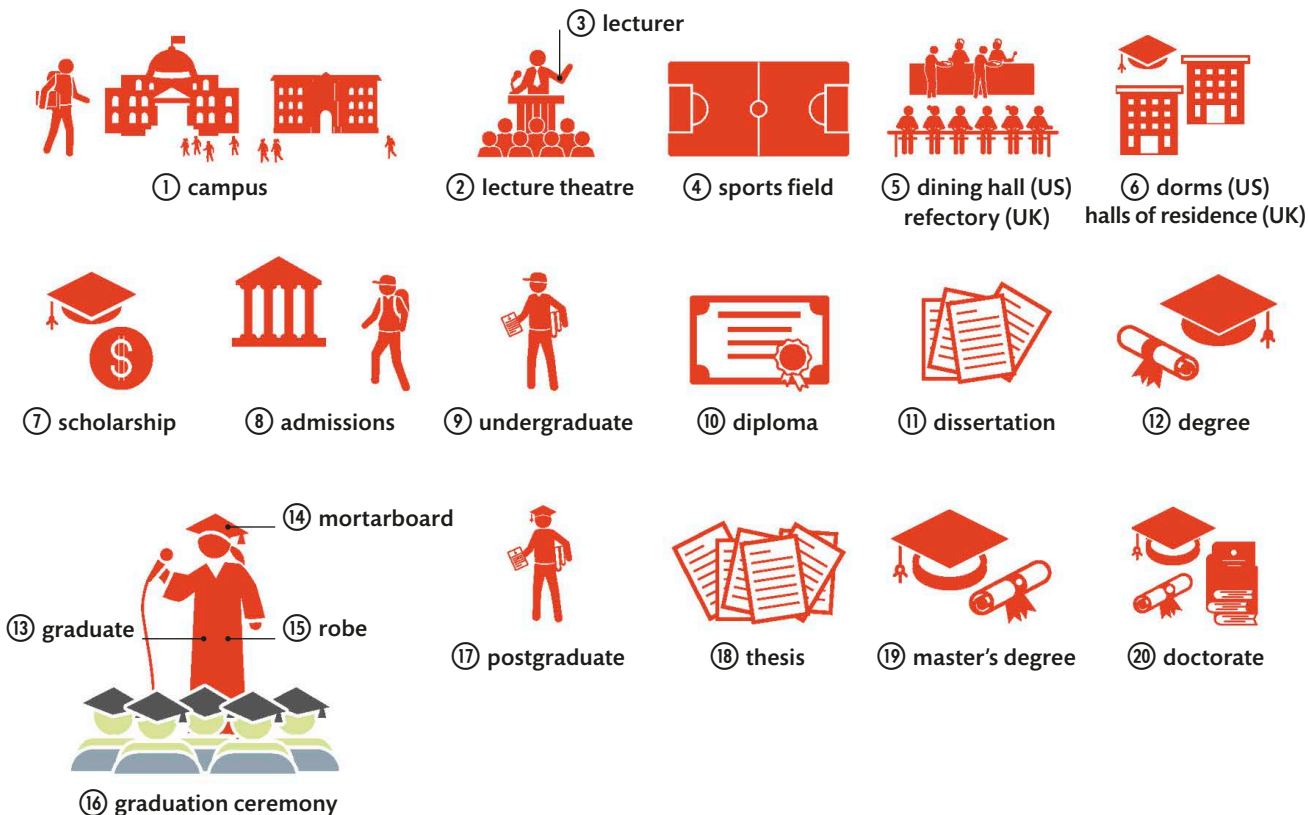 ③ lecturer
① campus
② lecture theatre
④ sports field
⑤ dining hall (US)
refectory (UK)
⑥ dorms (US)
halls of residence (UK)
$
⑦ scholarship
⑧ admissions
⑨ undergraduate
⑩ diploma
⑪ dissertation
⑫ degree
⑭ mortarboard
⑬ graduate
⑮ robe
⑯ graduation ceremony
⑰ postgraduate
⑱ thesis
⑲ master's degree
⑳ doctorate